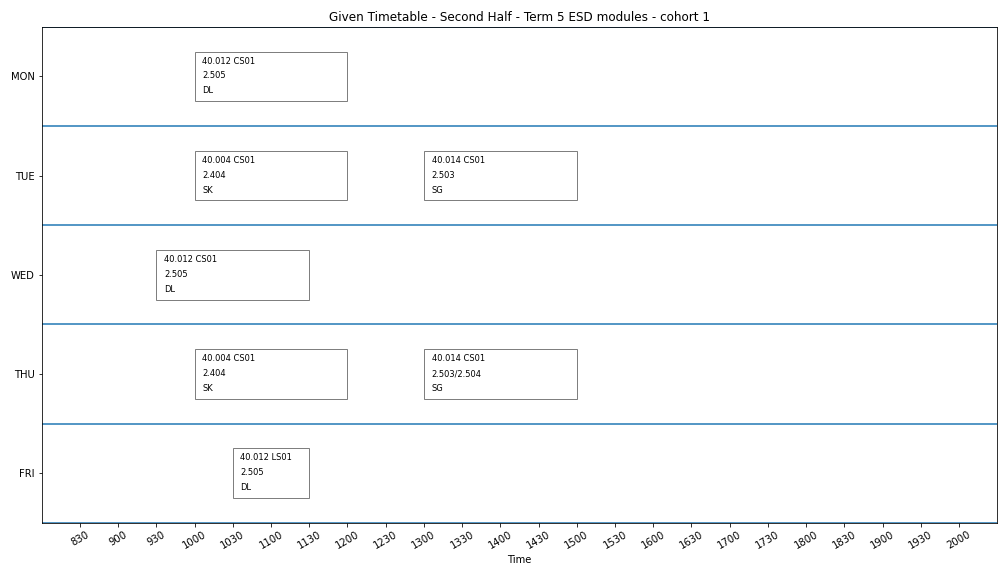 Given Timetable - Second Half - Term 5 ESD modules - cohort 1
MON
40.012 CS01
2.505
DL
TUE
40.004 CS01
2.404
SK
40.014 CS01
2.503
SG
WED
40.012 CS01
2.505
DL
THU
40.004 CS01
2.404
SK
40.014 CS01
2.503/2.504
SG
FRI
40.012 LS01
2.505
DL
830 900 930 1000 1030 1100 1130 1200 1230 1300 1330 1400 1430 1500 1600 1630 1700 1730 1800 1830 1900 1930 2000
Time